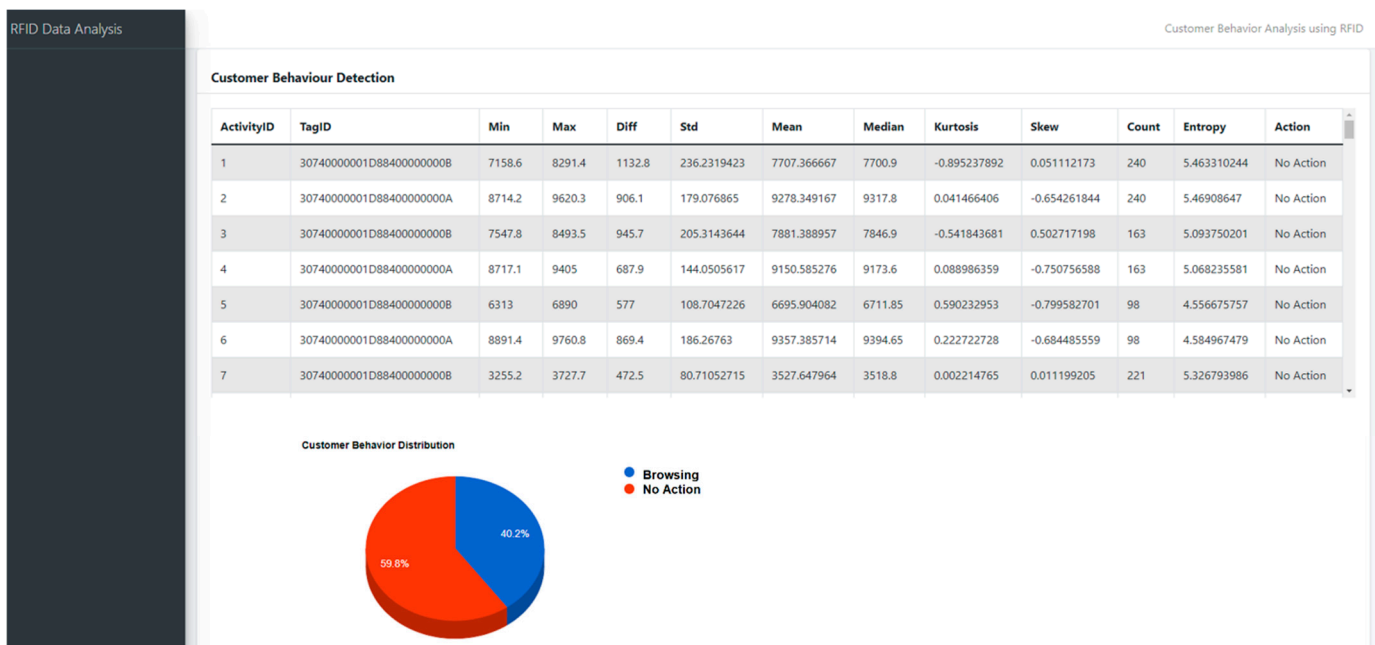 RFID Data Analysis
Customer Behavior Analysis using RFID
Customer Behaviour Detection
ActivityID TagID Min Max Diff Std Mean Median Kurtosis Skew Count Entropy Action
1 30740000001D88400000000B 7158.6 8291.4 1132.8 236.2319423 7707.366667 7700.9 -0.895237892 0.051112173 240 5.463310244 No Action
2 30740000001D88400000000A 8714.2 9620.3 906.1 179.076865 9278.349167 9317.8 0.041466406 -0.654261844 240 5.46908647 No Action
3 30740000001D88400000000B 7547.8 8493.5 945.7 205.3143644 7881.388957 7846.9 -0.541843681 0.502717198 163 5.093750201 No Action
4 30740000001D88400000000A 8717.1 9405 687.9 144.0505617 9150.585276 9173.6 0.088986359 -0.750756588 163 5.068235581 No Action
5 30740000001D88400000000B 6313 6890 577 108.7047226 6695.904082 6711.85 0.590232953 -0.799582701 98 4.556675757 No Action
6 30740000001D88400000000A 8891.4 9760.8 869.4 186.26763 9357.385714 9394.65 0.222722728 -0.684485559 98 4.584967479 No Action
7 30740000001D88400000000B 3255.2 3727.7 472.5 80.71052715 3527.647964 3518.8 0.002214765 0.011199205 221 5.326793986 No Action
Customer Behavior Distribution
Browsing
No Action
40.2%
59.8%